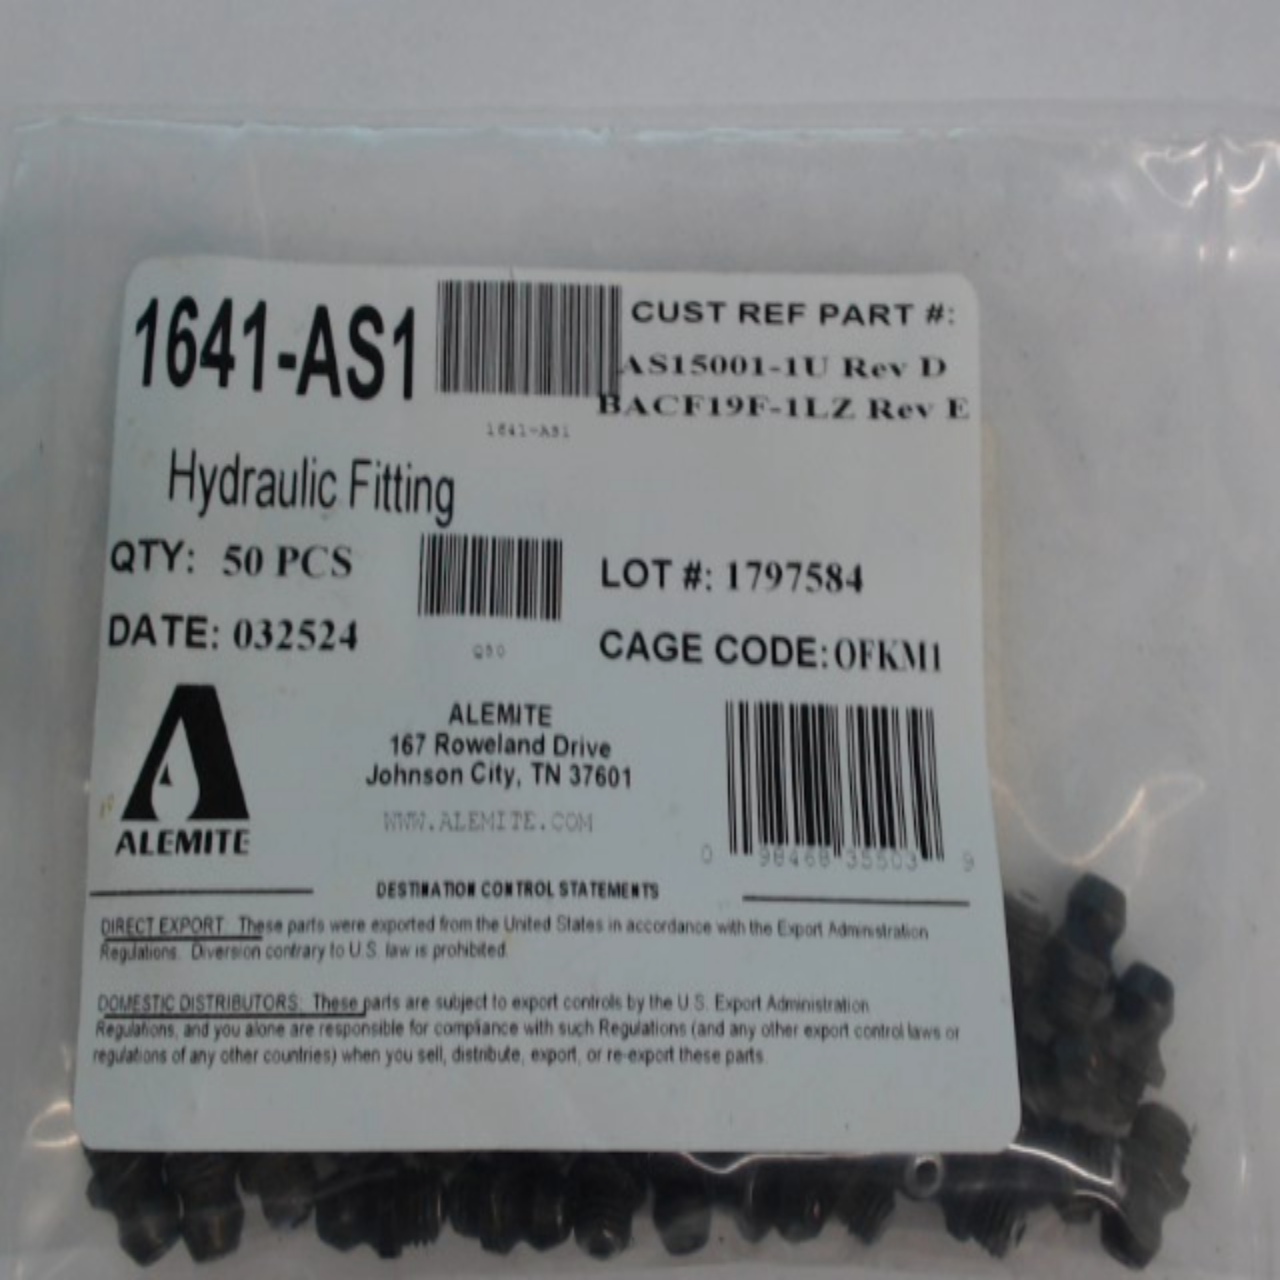 1641-AS1
1641-AS1
CUST REF PART #:
AS15001-1U Rev D
BACF19F-1LZ Rev E
Hydraulic Fitting
QTY: 50 PCS
Q50
LOT #: 1797584
DATE: 032524
CAGE CODE: OFKM1
ALEMITE
ALEMITE
167 Roweland Drive
Johnson City, TN 37601
WWW.ALEMITE.COM
0 98468 35503 9
DESTINATION CONTROL STATEMENTS
DIRECT EXPORT: These parts were exported from the United States in accordance with the Export Administration
Regulations. Diversion contrary to U.S. law is prohibited.
DOMESTIC DISTRIBUTORS: These parts are subject to export controls by the U.S. Export Administration
Regulations, and you alone are responsible for compliance with such Regulations (and any other export control laws or
regulations of any other countries) when you sell, distribute, export, or re-export these parts.